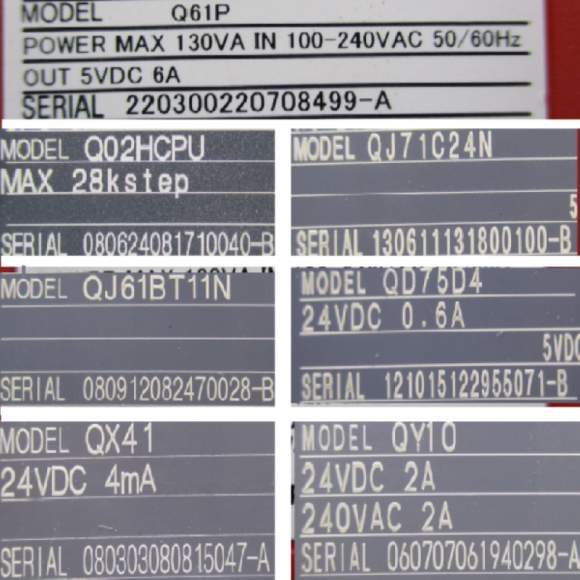 MODEL Q61P
POWER MAX 130VA IN 100-240VAC 50/60Hz
OUT 5VDC 6A
SERIAL 220300220708499-A
MODEL Q02HCPU
MAX 28kstep
SERIAL 080624081710040-B
MODEL QJ71C24N
5
SERIAL 130611131800100-B
MODEL QJ61BT11N
SERIAL 080912082470028-B
MODEL QD75D4
24VDC 0.6A
5VDC
SERIAL 121015122955071-B
MODEL QX41
24VDC 4mA
SERIAL 080303080815047-A
MODEL QY10
24VDC 2A
240VAC 2A
SERIAL 060707061940298-A